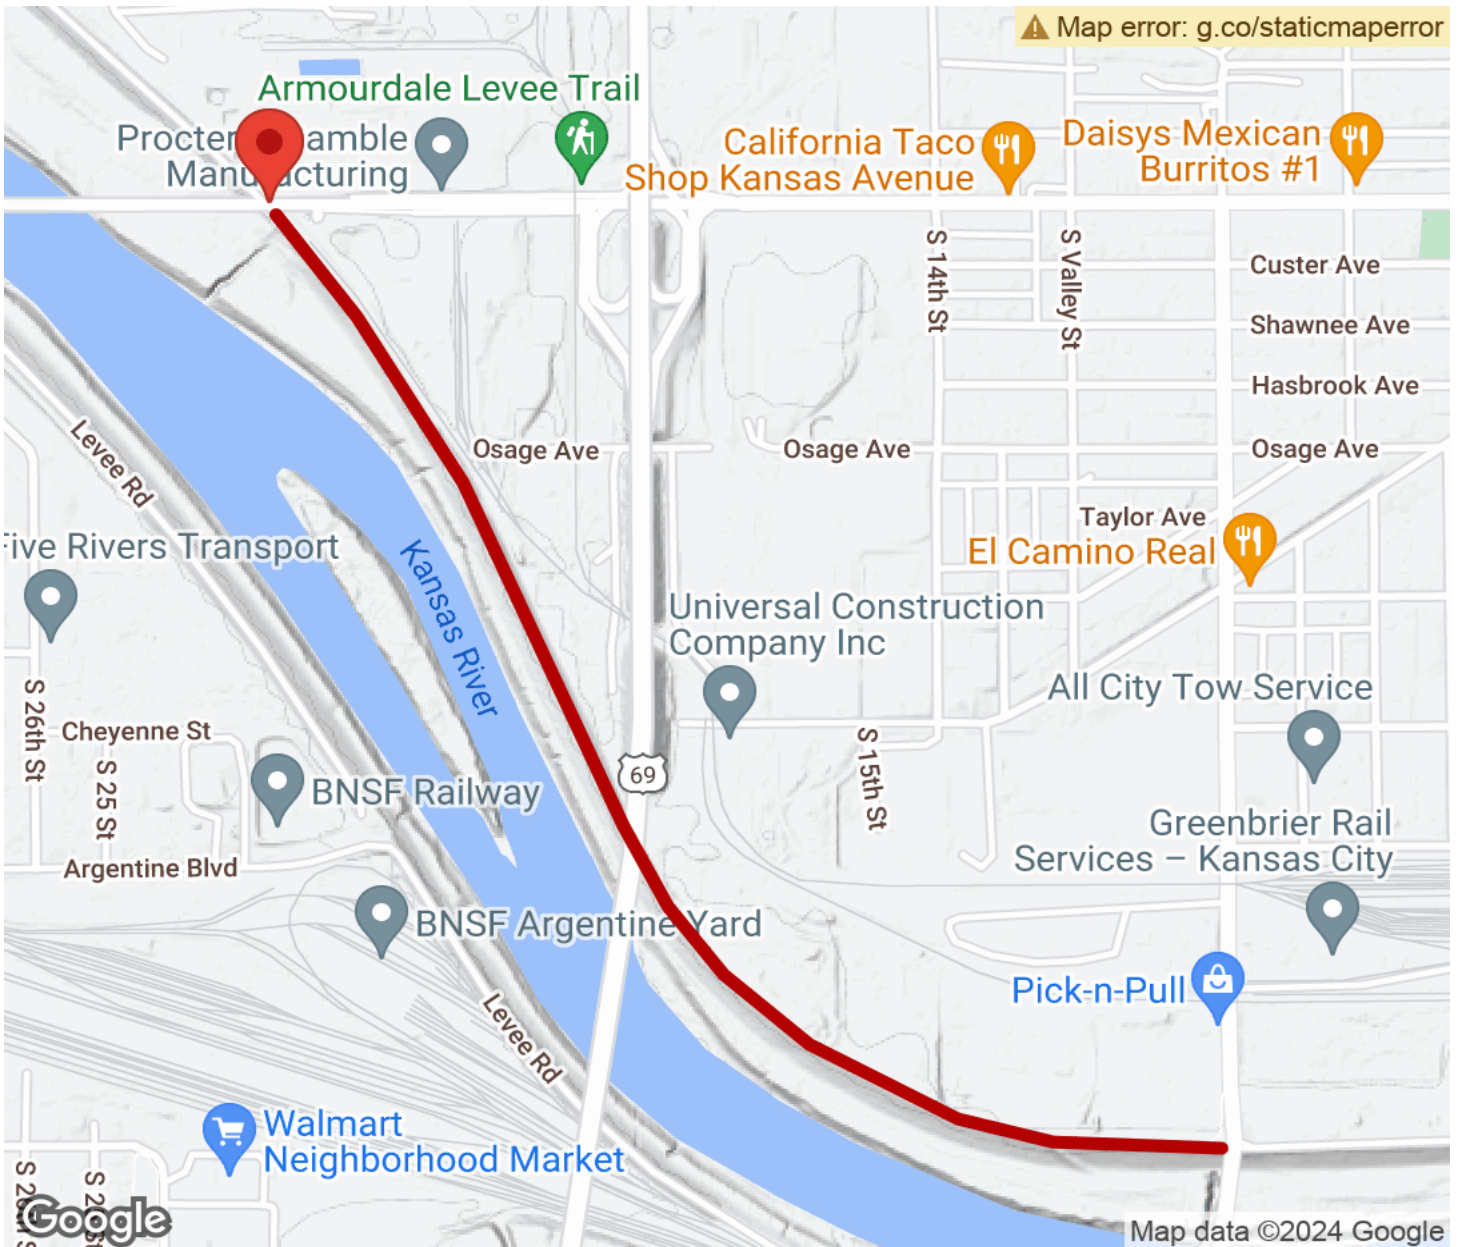 Map error: g.co/staticmaperror
Armourdale Levee Trail
Procter amble
Manufacturing
California Taco
Shop Kansas Avenue
Daisys Mexican
Burritos #1
S 14th St
S Valley St
Custer Ave
Shawnee Ave
Hasbrook Ave
Osage Ave
Osage Ave
Osage Ave
Levee Rd
Taylor Ave
El Camino Real
Five Rivers Transport
Kansas River
Universal Construction
Company Inc
S 26th St
Cheyenne St
S 25 St
All City Tow Service
69
S 15th St
BNSF Railway
Argentine Blvd
Greenbrier Rail
Services – Kansas City
BNSF Argentine Yard
Pick-n-Pull
Levee Rd
Walmart
Neighborhood Market
Google
Map data ©2024 Google